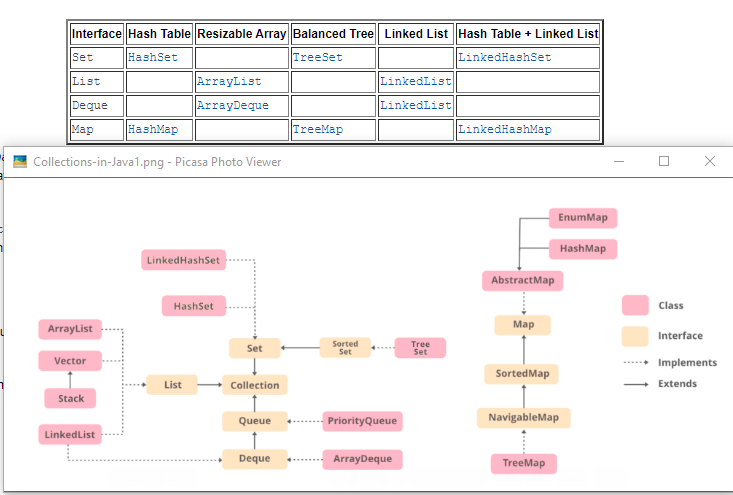 Interface Hash Table Resizable Array Balanced Tree Linked List Hash Table + Linked List
Set HashSet TreeSet LinkedHashSet
List ArrayList LinkedList
Deque ArrayDeque LinkedList
Map HashMap TreeMap LinkedHashMap
Collections-in-Java1.png - Picasa Photo Viewer
EnumMap
HashMap
LinkedHashSet
AbstractMap
HashSet
Class
ArrayList
Map
Interface
Set
Sorted
Set
Tree
Set
Vector
Implements
List
Collection
SortedMap
Extends
Stack
Queue
PriorityQueue
NavigableMap
LinkedList
Deque
ArrayDeque
TreeMap